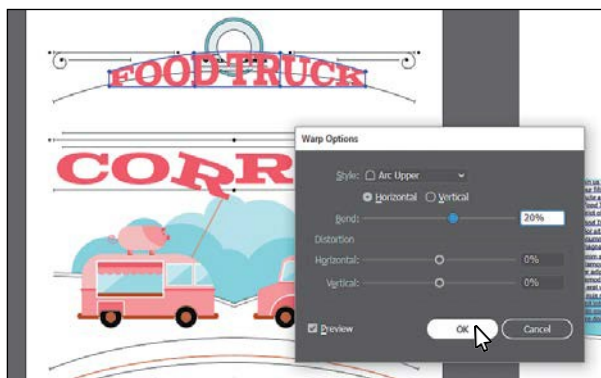 FOOD TRUCK
CORR
Warp Options
Style: Arc Upper
Horizontal Vertical
Bend: 20%
Distortion
Horizontal: 0%
Vertical: 0%
Preview OK Cancel